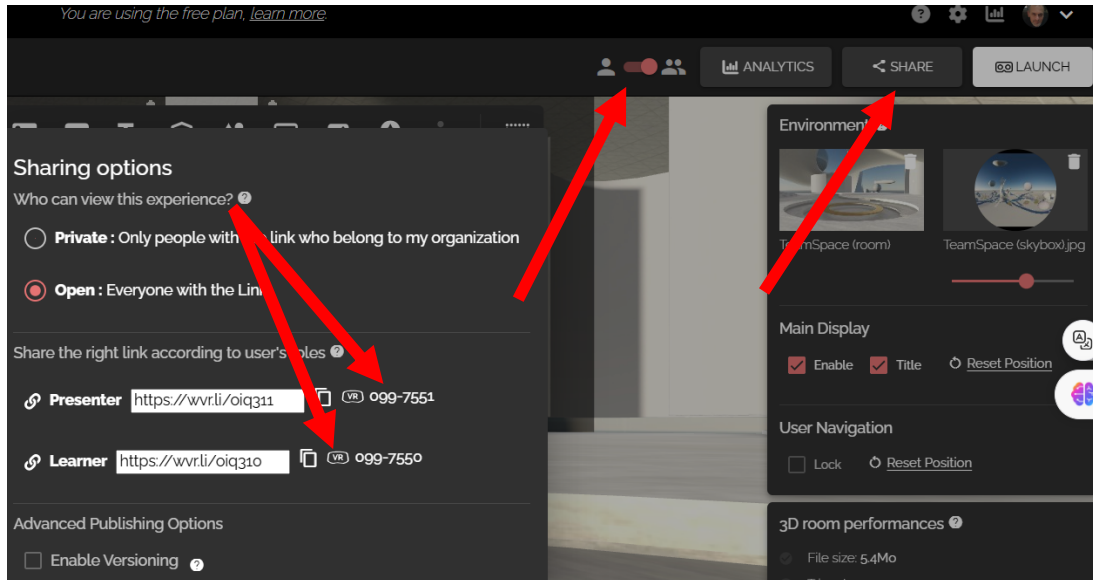 You are using the free plan, learn more.
ANALYTICS
SHARE
LAUNCH
Sharing options
Who can view this experience?
Private : Only people with link who belong to my organization
Open : Everyone with the Link
Share the right link according to user's roles
Presenter https://wvr.li/oiq311 VR 099-7551
Learner https://wvr.li/oiq310 VR 099-7550
Advanced Publishing Options
Enable Versioning
Environment
TeamSpace (room) TeamSpace (skybox).jpg
Main Display
Enable Title Reset Position
User Navigation
Lock Reset Position
3D room performances
File size: 5.4Mo